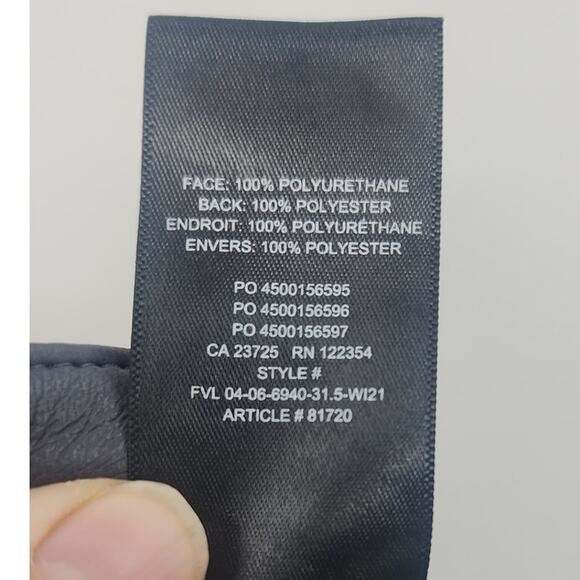 FACE: 100% POLYURETHANE
BACK: 100% POLYESTER
ENDROIT: 100% POLYURÉTHANE
ENVERS: 100% POLYESTER
PO 4500156595
PO 4500156596
PO 4500156597
CA 23725 RN 122354
STYLE #
FVL 04-06-6940-31.5-WI21
ARTICLE # 81720